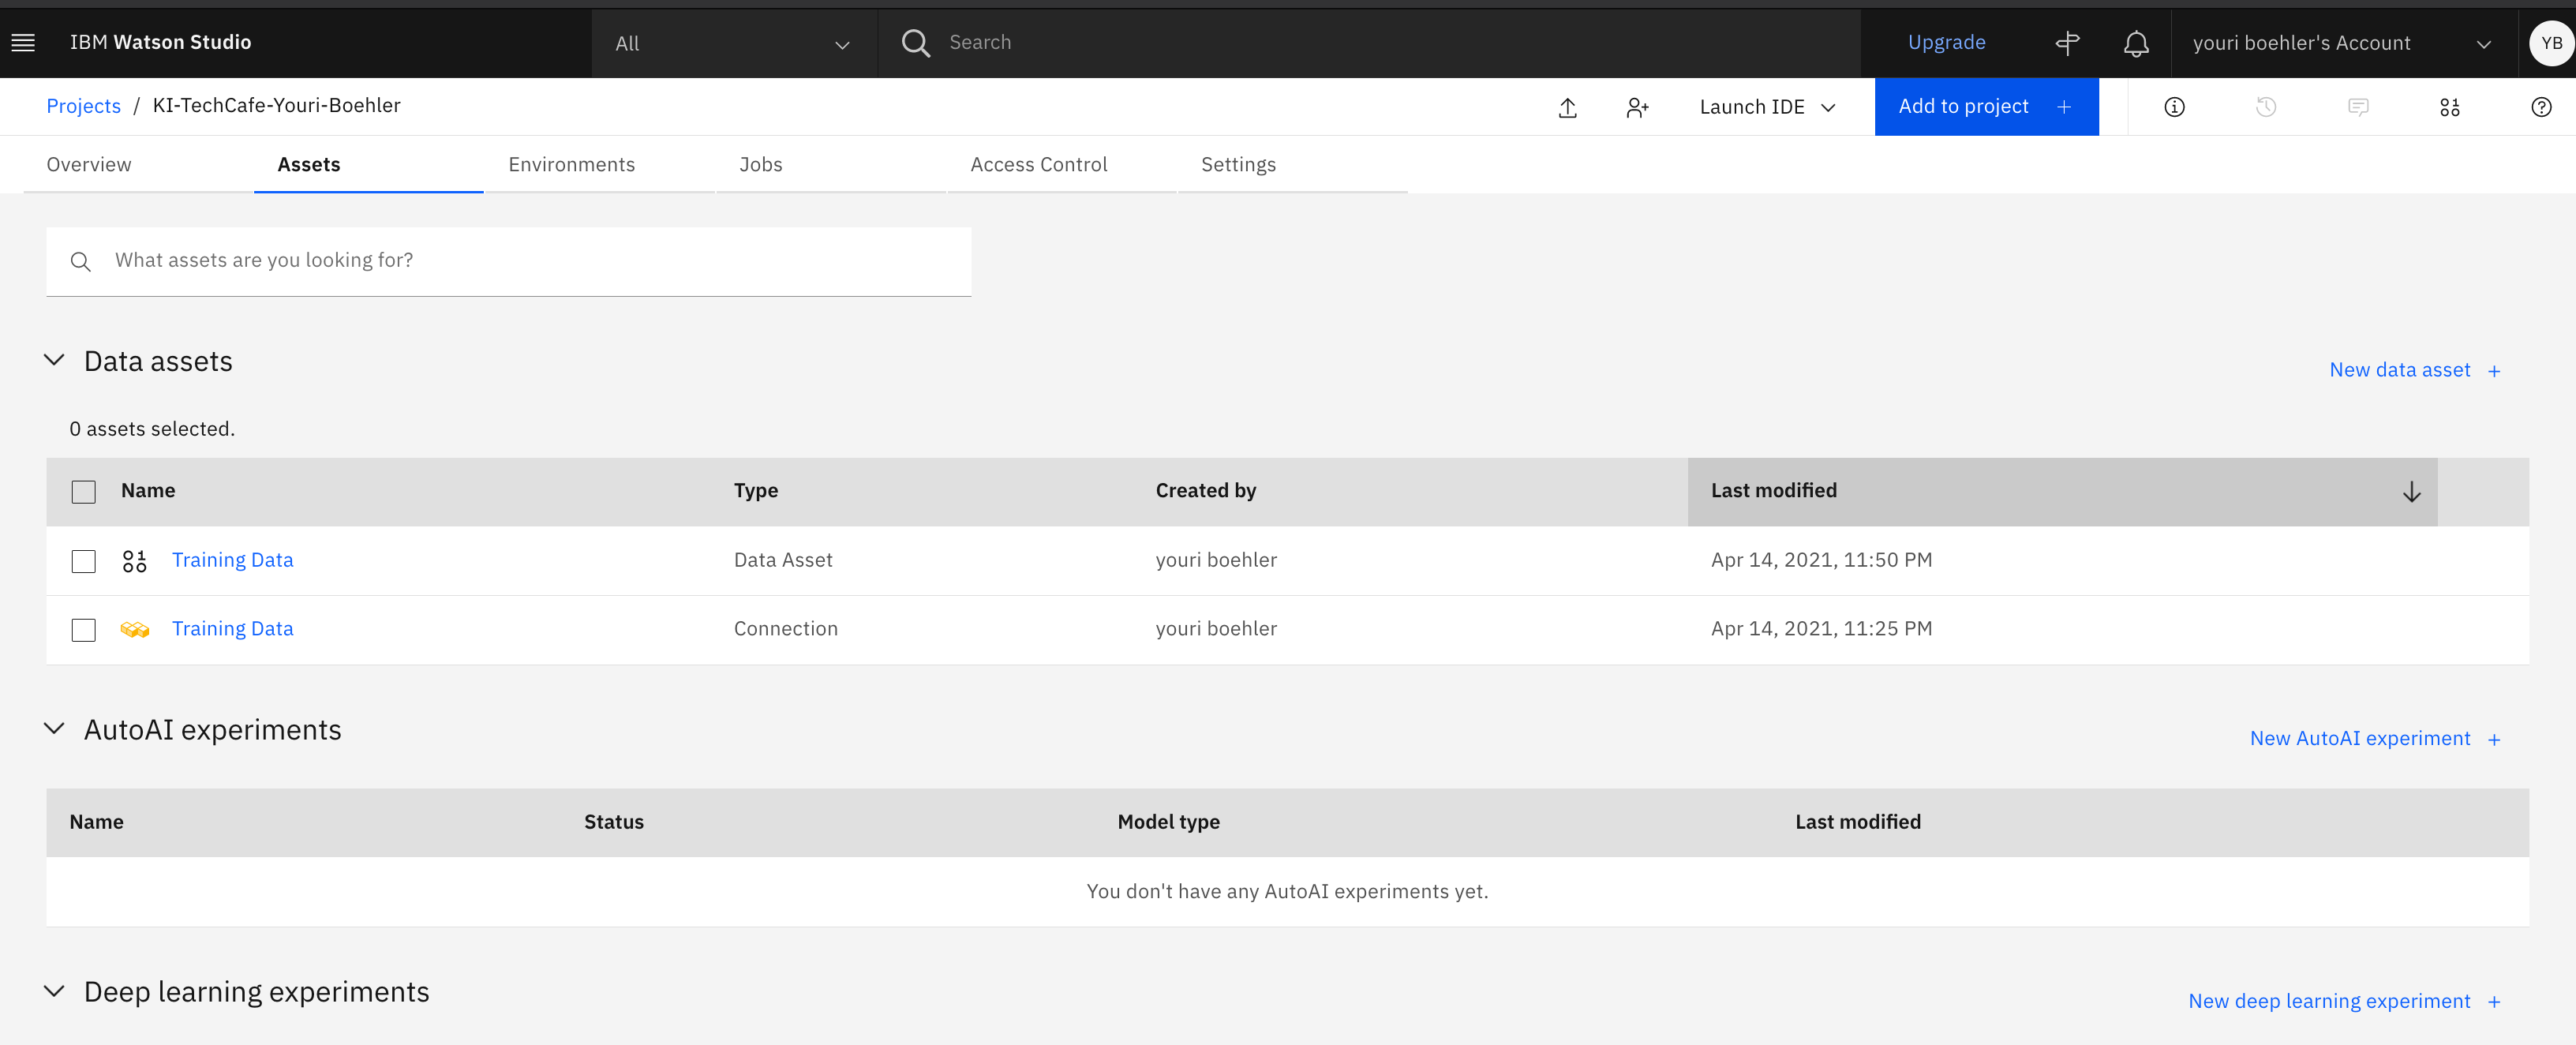 IBM Watson Studio
All
Search
Upgrade
youri boehler's Account
YB
Projects / KI-TechCafe-Youri-Boehler
Launch IDE
Add to project +
Overview
Assets
Environments
Jobs
Access Control
Settings
What assets are you looking for?
Data assets
New data asset +
0 assets selected.
Name Type Created by Last modified
Training Data Data Asset youri boehler Apr 14, 2021, 11:50 PM
Training Data Connection youri boehler Apr 14, 2021, 11:25 PM
AutoAI experiments
New AutoAI experiment +
Name Status Model type Last modified
You don't have any AutoAI experiments yet.
Deep learning experiments
New deep learning experiment +